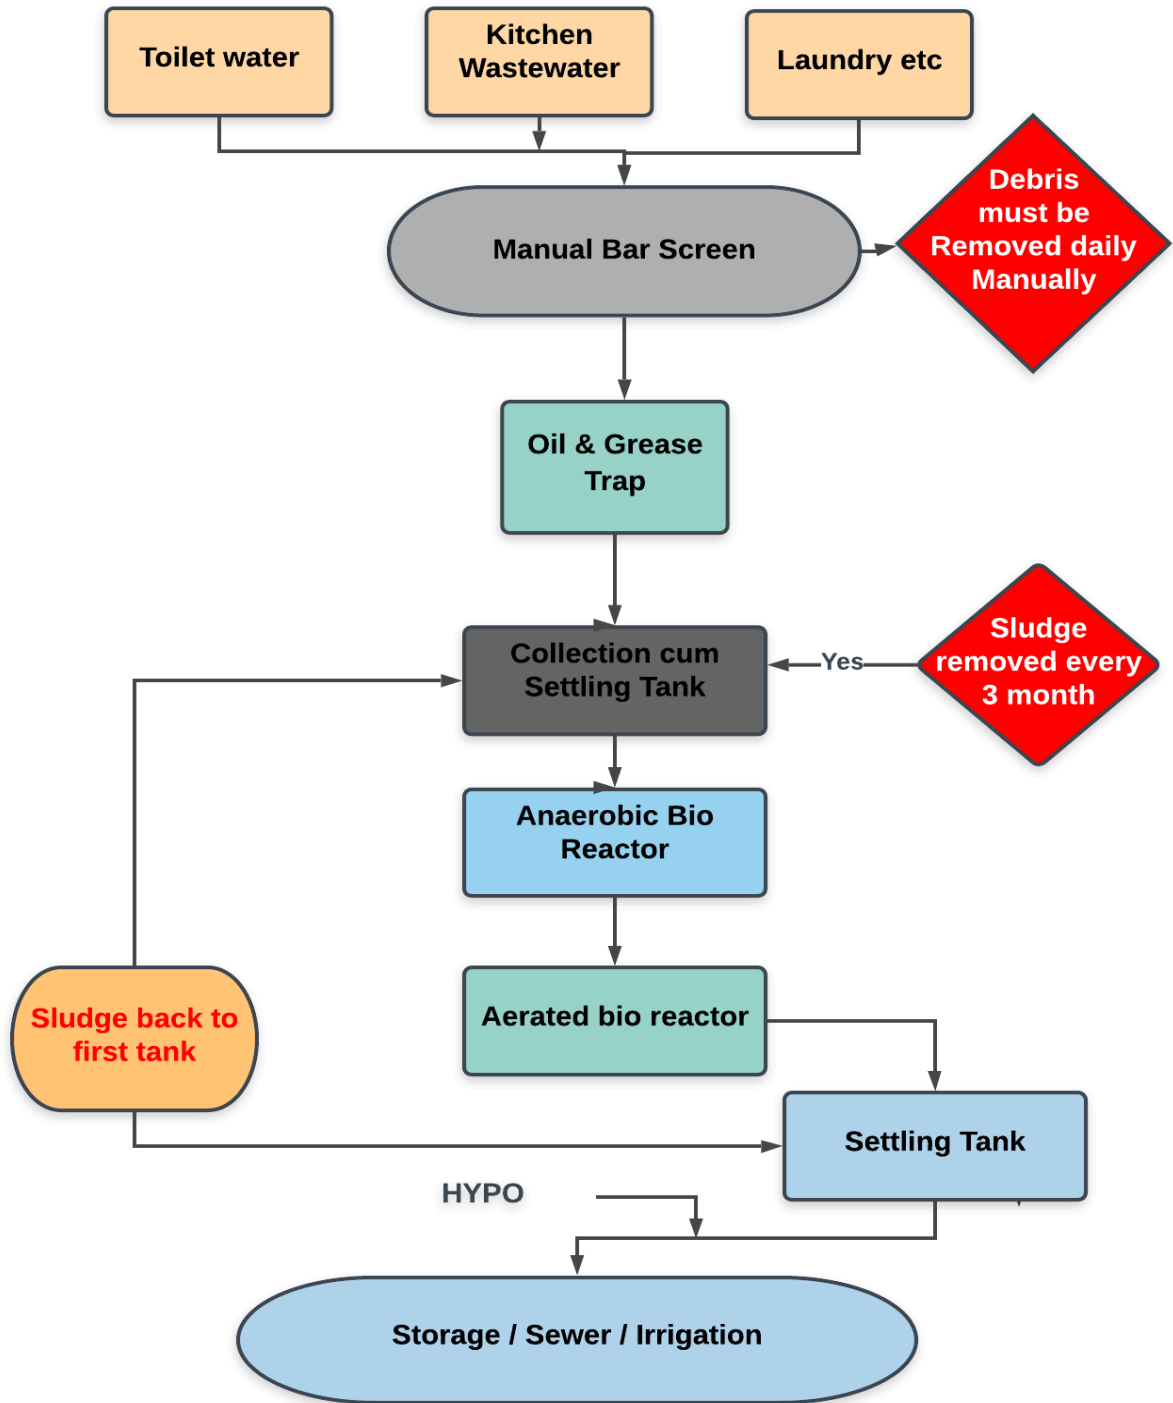 Toilet water
Kitchen
Wastewater
Laundry etc
Debris
must be
Removed daily
Manually
Manual Bar Screen
Oil & Grease
Trap
Sludge
removed every
3 month
Yes
Collection cum
Settling Tank
Anaerobic Bio
Reactor
Sludge back to
first tank
Aerated bio reactor
Settling Tank
HYPO
Storage / Sewer / Irrigation